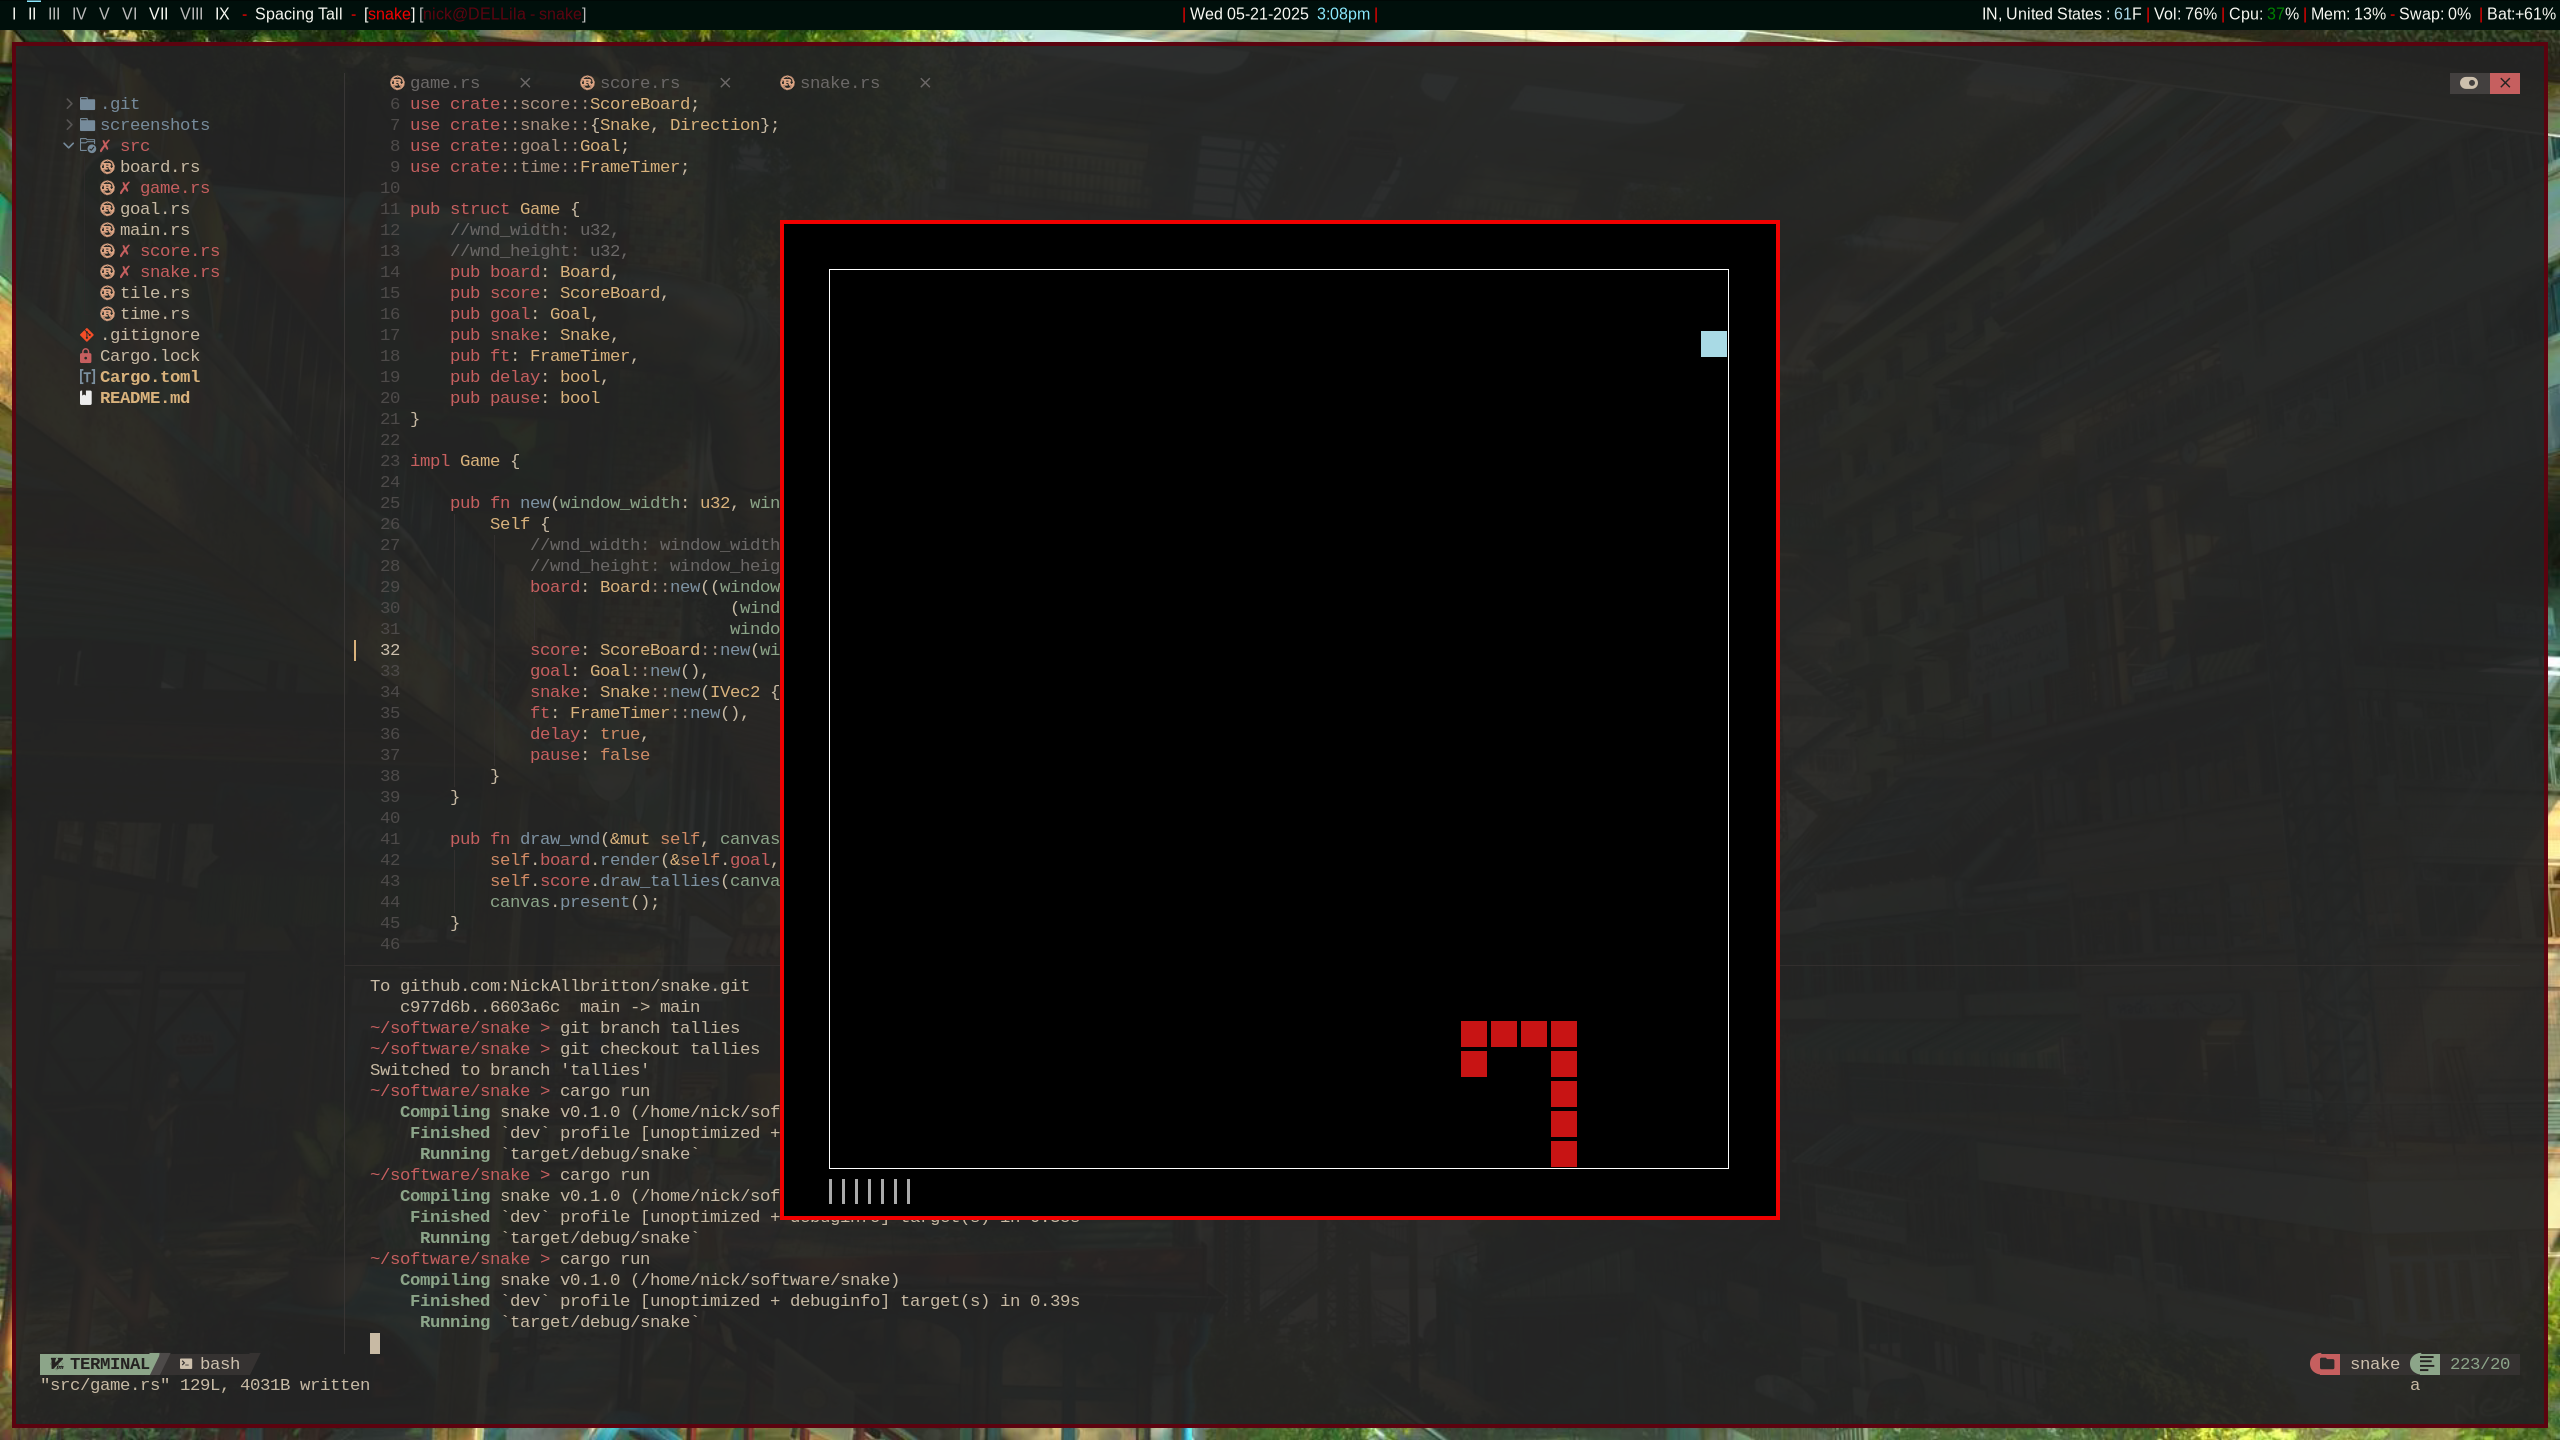 I II III IV V VI VII VIII IX - Spacing Tall - [snake] [nick@DELLila - snake]
| Wed 05-21-2025 3:08pm |
IN, United States : 61F | Vol: 76% | Cpu: 37% | Mem: 13% - Swap: 0% | Bat:+61%
game.rs × score.rs × snake.rs ×
.git
screenshots
✗ src
board.rs
✗ game.rs
goal.rs
main.rs
✗ score.rs
✗ snake.rs
tile.rs
time.rs
.gitignore
Cargo.lock
Cargo.toml
README.md
6 use crate::score::ScoreBoard;
7 use crate::snake::{Snake, Direction};
8 use crate::goal::Goal;
9 use crate::time::FrameTimer;
10
11 pub struct Game {
12 //wnd_width: u32,
13 //wnd_height: u32,
14 pub board: Board,
15 pub score: ScoreBoard,
16 pub goal: Goal,
17 pub snake: Snake,
18 pub ft: FrameTimer,
19 pub delay: bool,
20 pub pause: bool
21 }
22
23 impl Game {
24
25 pub fn new(window_width: u32, win
26 Self {
27 //wnd_width: window_width
28 //wnd_height: window_heig
29 board: Board::new((window
30 (wind
31 windo
32 score: ScoreBoard::new(wi
33 goal: Goal::new(),
34 snake: Snake::new(IVec2 {
35 ft: FrameTimer::new(),
36 delay: true,
37 pause: false
38 }
39 }
40
41 pub fn draw_wnd(&mut self, canvas
42 self.board.render(&self.goal,
43 self.score.draw_tallies(canva
44 canvas.present();
45 }
46
To github.com:NickAllbritton/snake.git
c977d6b..6603a6c main -> main
~/software/snake > git branch tallies
~/software/snake > git checkout tallies
Switched to branch 'tallies'
~/software/snake > cargo run
Compiling snake v0.1.0 (/home/nick/sof
Finished `dev` profile [unoptimized +
Running `target/debug/snake`
~/software/snake > cargo run
Compiling snake v0.1.0 (/home/nick/sof
Finished `dev` profile [unoptimized +
Running `target/debug/snake`
~/software/snake > cargo run
Compiling snake v0.1.0 (/home/nick/software/snake)
Finished `dev` profile [unoptimized + debuginfo] target(s) in 0.39s
Running `target/debug/snake`
TERMINAL bash
snake 223/20
"src/game.rs" 129L, 4031B written
a